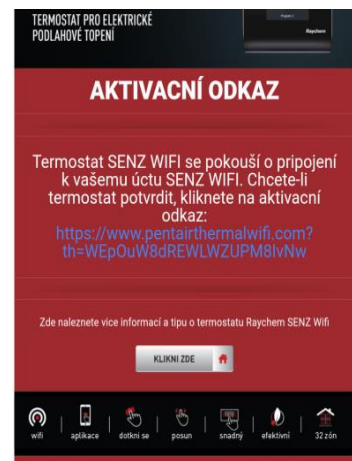 TERMOSTAT PRO ELEKTRICKÉ
PODLAHOVÉ TOPENÍ
Raychem
AKTIVACNÍ ODKAZ
Termostat SENZ WIFI se pokouší o pripojení
k vašemu úctu SENZ WIFI. Chcete-li
termostat potvrdit, kliknete na aktivacní
odkaz:
https://www.pentairthermalwifi.com?
th=WEpOuW8dREWLWZUPM8IvNw
Zde naleznete vice informací a tipu o termostatu Raychem SENZ Wifi
KLIKNI ZDE
wifi
aplikace
dotkni se
posun
snadný
efektivní
32 zón